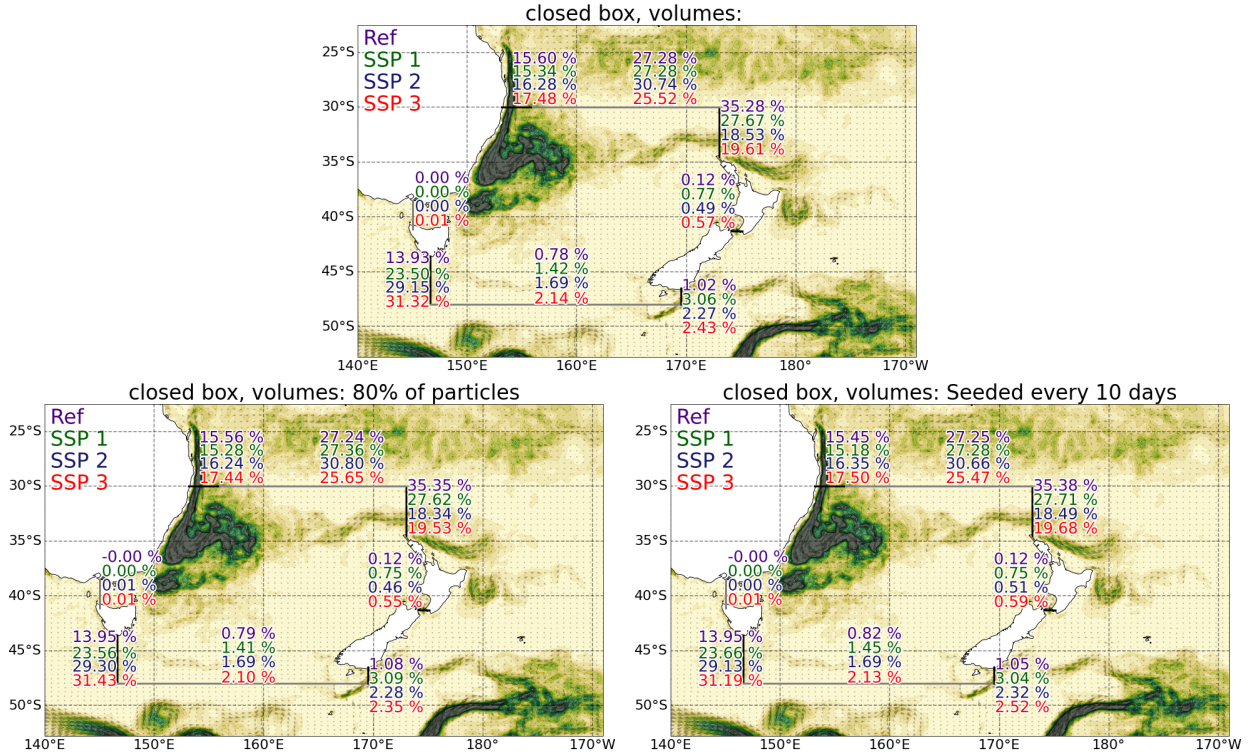 closed box, volumes:
Ref
SSP 1
SSP 2
SSP 3
25°S
30°S
35°S
40°S
45°S
50°S
15.60 %
15.34 %
16.28 %
17.48 %
27.28 %
27.28 %
30.74 %
25.52 %
35.28 %
27.67 %
18.53 %
19.61 %
0.00 %
0.00 %
0.00 %
0.01 %
0.12 %
0.77 %
0.49 %
0.57 %
13.93 %
23.50 %
29.15 %
31.32 %
0.78 %
1.42 %
1.69 %
2.14 %
1.02 %
3.06 %
2.27 %
2.43 %
140°E 150°E 160°E 170°E 180° 170°W
closed box, volumes: 80% of particles
Ref
SSP 1
SSP 2
SSP 3
25°S
30°S
35°S
40°S
45°S
50°S
15.56 %
15.28 %
16.24 %
17.44 %
27.24 %
27.36 %
30.80 %
25.65 %
35.35 %
27.62 %
18.34 %
19.53 %
-0.00 %
0.00 %
0.01 %
0.01 %
0.12 %
0.75 %
0.46 %
0.55 %
13.95 %
23.56 %
29.30 %
31.43 %
0.79 %
1.41 %
1.69 %
2.10 %
1.08 %
3.09 %
2.28 %
2.35 %
140°E 150°E 160°E 170°E 180° 170°W
closed box, volumes: Seeded every 10 days
Ref
SSP 1
SSP 2
SSP 3
25°S
30°S
35°S
40°S
45°S
50°S
15.45 %
15.18 %
16.35 %
17.50 %
27.25 %
27.28 %
30.66 %
25.47 %
35.38 %
27.71 %
18.49 %
19.68 %
-0.00 %
0.00 %
0.00 %
0.01 %
0.12 %
0.75 %
0.51 %
0.59 %
13.95 %
23.66 %
29.13 %
31.19 %
0.82 %
1.45 %
1.69 %
2.13 %
1.05 %
3.04 %
2.32 %
2.52 %
140°E 150°E 160°E 170°E 180° 170°W